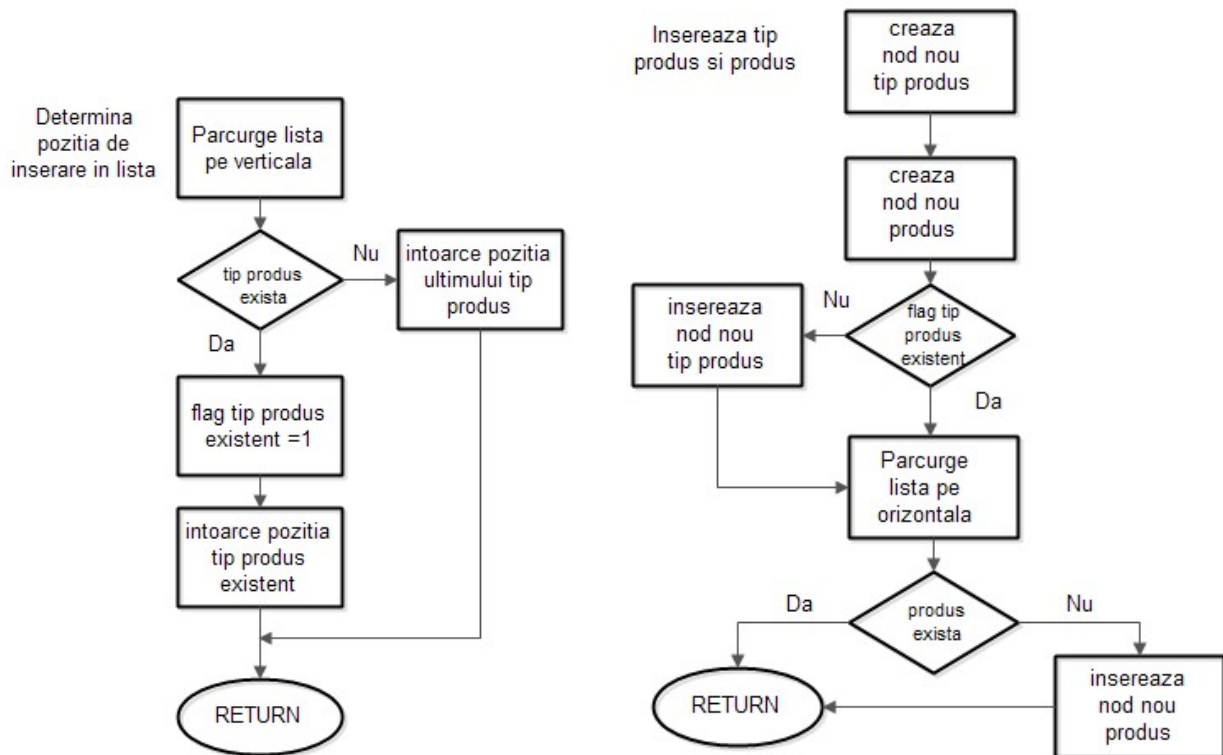 Determina
pozitia de
inserare in lista
Parcurge lista
pe verticala
tip produs
exista
Nu
intoarce pozitia
ultimului tip
produs
Da
flag tip produs
existent =1
intoarce pozitia
tip produs
existent
RETURN
Insereaza tip
produs si produs
creaza
nod nou
tip produs
creaza
nod nou
produs
flag tip
produs
existent
Nu
insereaza
nod nou
tip produs
Da
Parcurge
lista pe
orizontala
produs
exista
Da
Nu
RETURN
insereaza
nod nou
produs